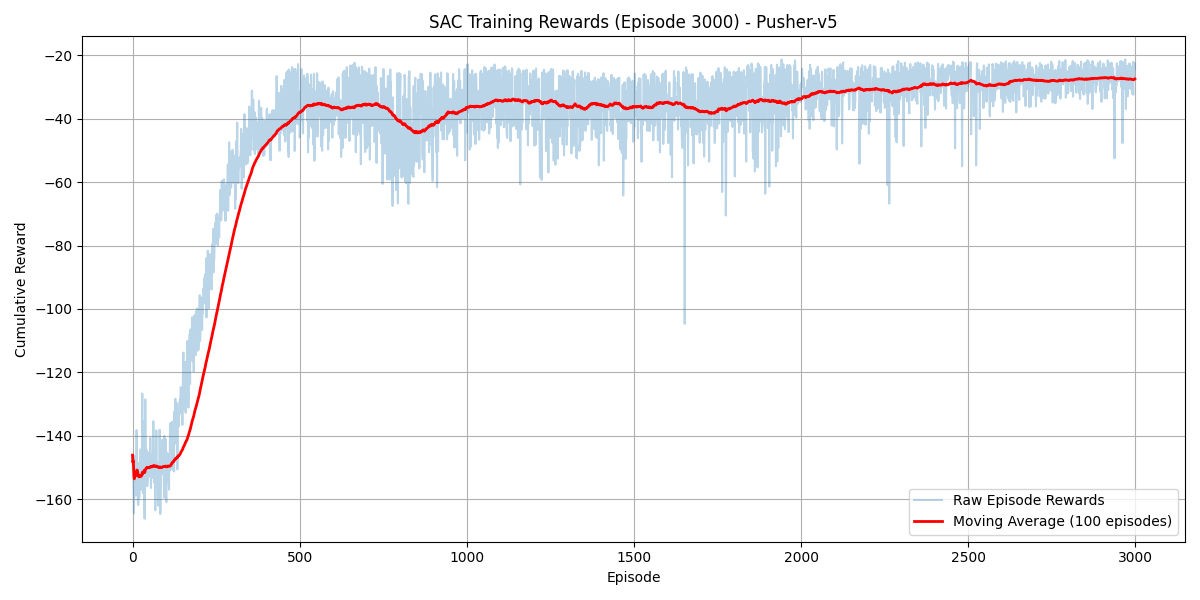 SAC Training Rewards (Episode 3000) - Pusher-v5
−20
−40
−60
−80
−100
−120
−140
−160
Cumulative Reward
Raw Episode Rewards
Moving Average (100 episodes)
0 500 1000 1500 2000 2500 3000
Episode